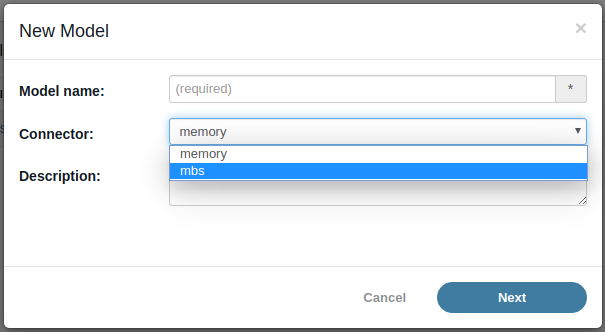 New Model
×
Model name:
(required)
*
Connector:
memory
memory
mbs
Description:
Cancel
Next